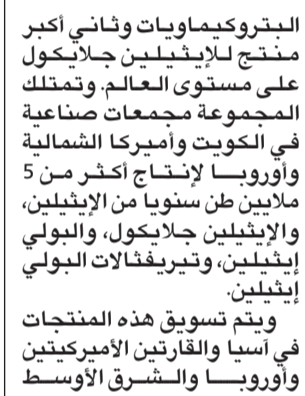 البتروكيماويات وثاني أكبر
منتج للإيثيلين جلايكول
على مستوى العالم. وتمتلك
المجموعة مجمعات صناعية
في الكويت وأميركا الشمالية
وأوروبا لإنتاج أكثر من 5
ملايين طن سنويا من الإيثيلين،
والإيثيلين جلايكول، والبولي
إيثيلين، وتيريفثالات البولي
إيثيلين.
ويتم تسويق هذه المنتجات
في آسيا والقارتين الأميركيتين
وأوروبا والشرق الأوسط